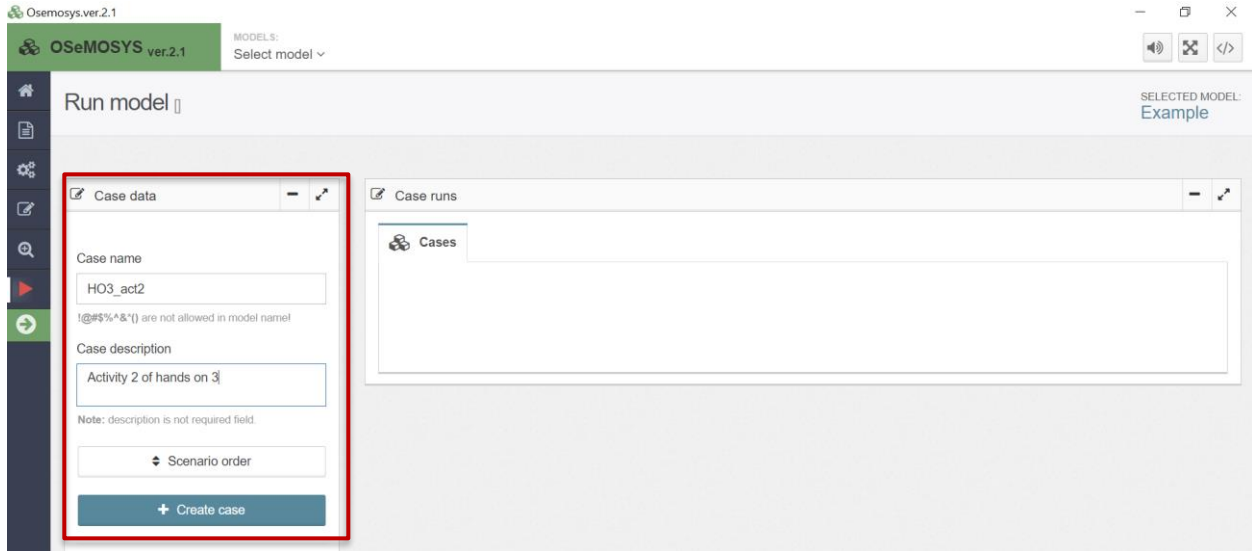 Osemosys.ver.2.1
OSeMOSYS ver.2.1
MODELS:
Select model
Run model []
SELECTED MODEL:
Example
Case data
Case runs
Cases
Case name
HO3_act2
!@#$%^&*() are not allowed in model name!
Case description
Activity 2 of hands on 3
Note: description is not required field.
Scenario order
+ Create case